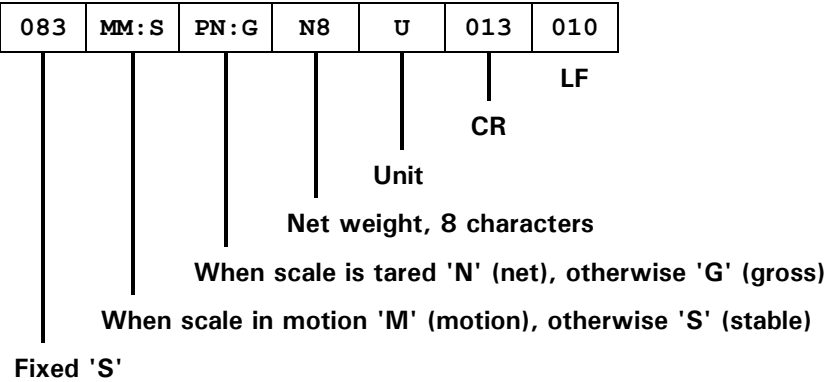 083 MM:S PN:G N8 U 013 010
LF
CR
Unit
Net weight, 8 characters
When scale is tared 'N' (net), otherwise 'G' (gross)
When scale in motion 'M' (motion), otherwise 'S' (stable)
Fixed 'S'